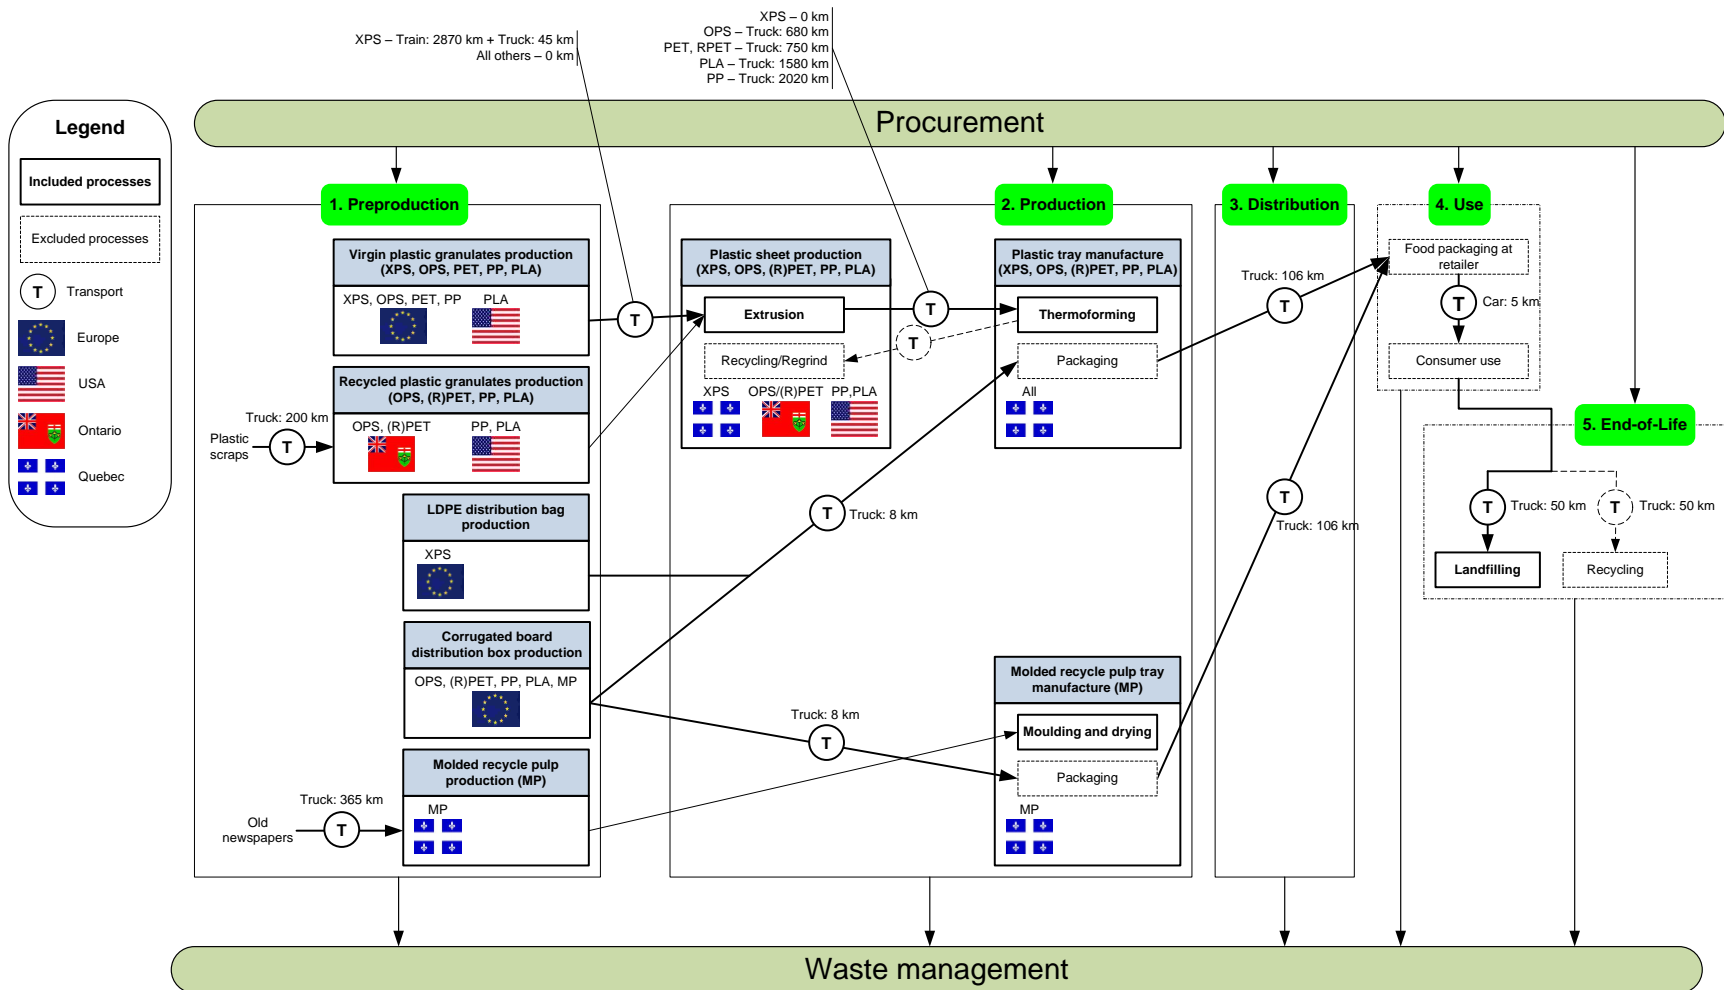 XPS – Train: 2870 km + Truck: 45 km
All others – 0 km
XPS – 0 km
OPS – Truck: 680 km
PET, RPET – Truck: 750 km
PLA – Truck: 1580 km
PP – Truck: 2020 km
Procurement
Legend
Included processes
Excluded processes
T
Transport
Europe
USA
Ontario
Quebec
1. Preproduction
2. Production
3. Distribution
4. Use
Virgin plastic granulates production
(XPS, OPS, PET, PP, PLA)
XPS, OPS, PET, PP
PLA
T
Plastic sheet production
(XPS, OPS, (R)PET, PP, PLA)
Extrusion
Recycling/Regrind
XPS
OPS/(R)PET
PP,PLA
T
T
Plastic tray manufacture
(XPS, OPS, (R)PET, PP, PLA)
Thermoforming
Packaging
All
Truck: 106 km
T
Food packaging at
retailer
T
Car: 5 km
Consumer use
Recycled plastic granulates production
(OPS, (R)PET, PP, PLA)
OPS, (R)PET
PP, PLA
Truck: 200 km
Plastic
scraps
T
5. End-of-Life
T
Truck: 50 km
T
Truck: 50 km
Landfilling
Recycling
LDPE distribution bag
production
XPS
T
Truck: 8 km
T
Truck: 106 km
Corrugated board
distribution box production
OPS, (R)PET, PP, PLA, MP
Truck: 8 km
T
Molded recycle pulp tray
manufacture (MP)
Moulding and drying
Packaging
MP
Molded recycle pulp
production (MP)
MP
Truck: 365 km
Old
newspapers
T
Waste management